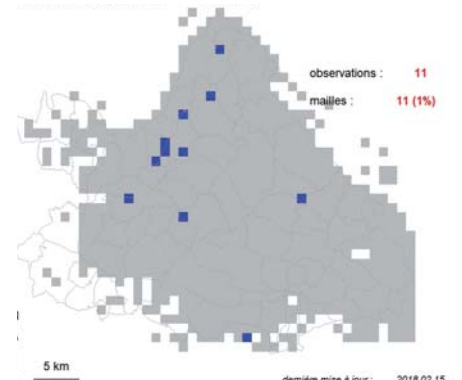 observations : 11
mailles : 11 (1%)
5 km
dernière mise à jour : 2018-02-15